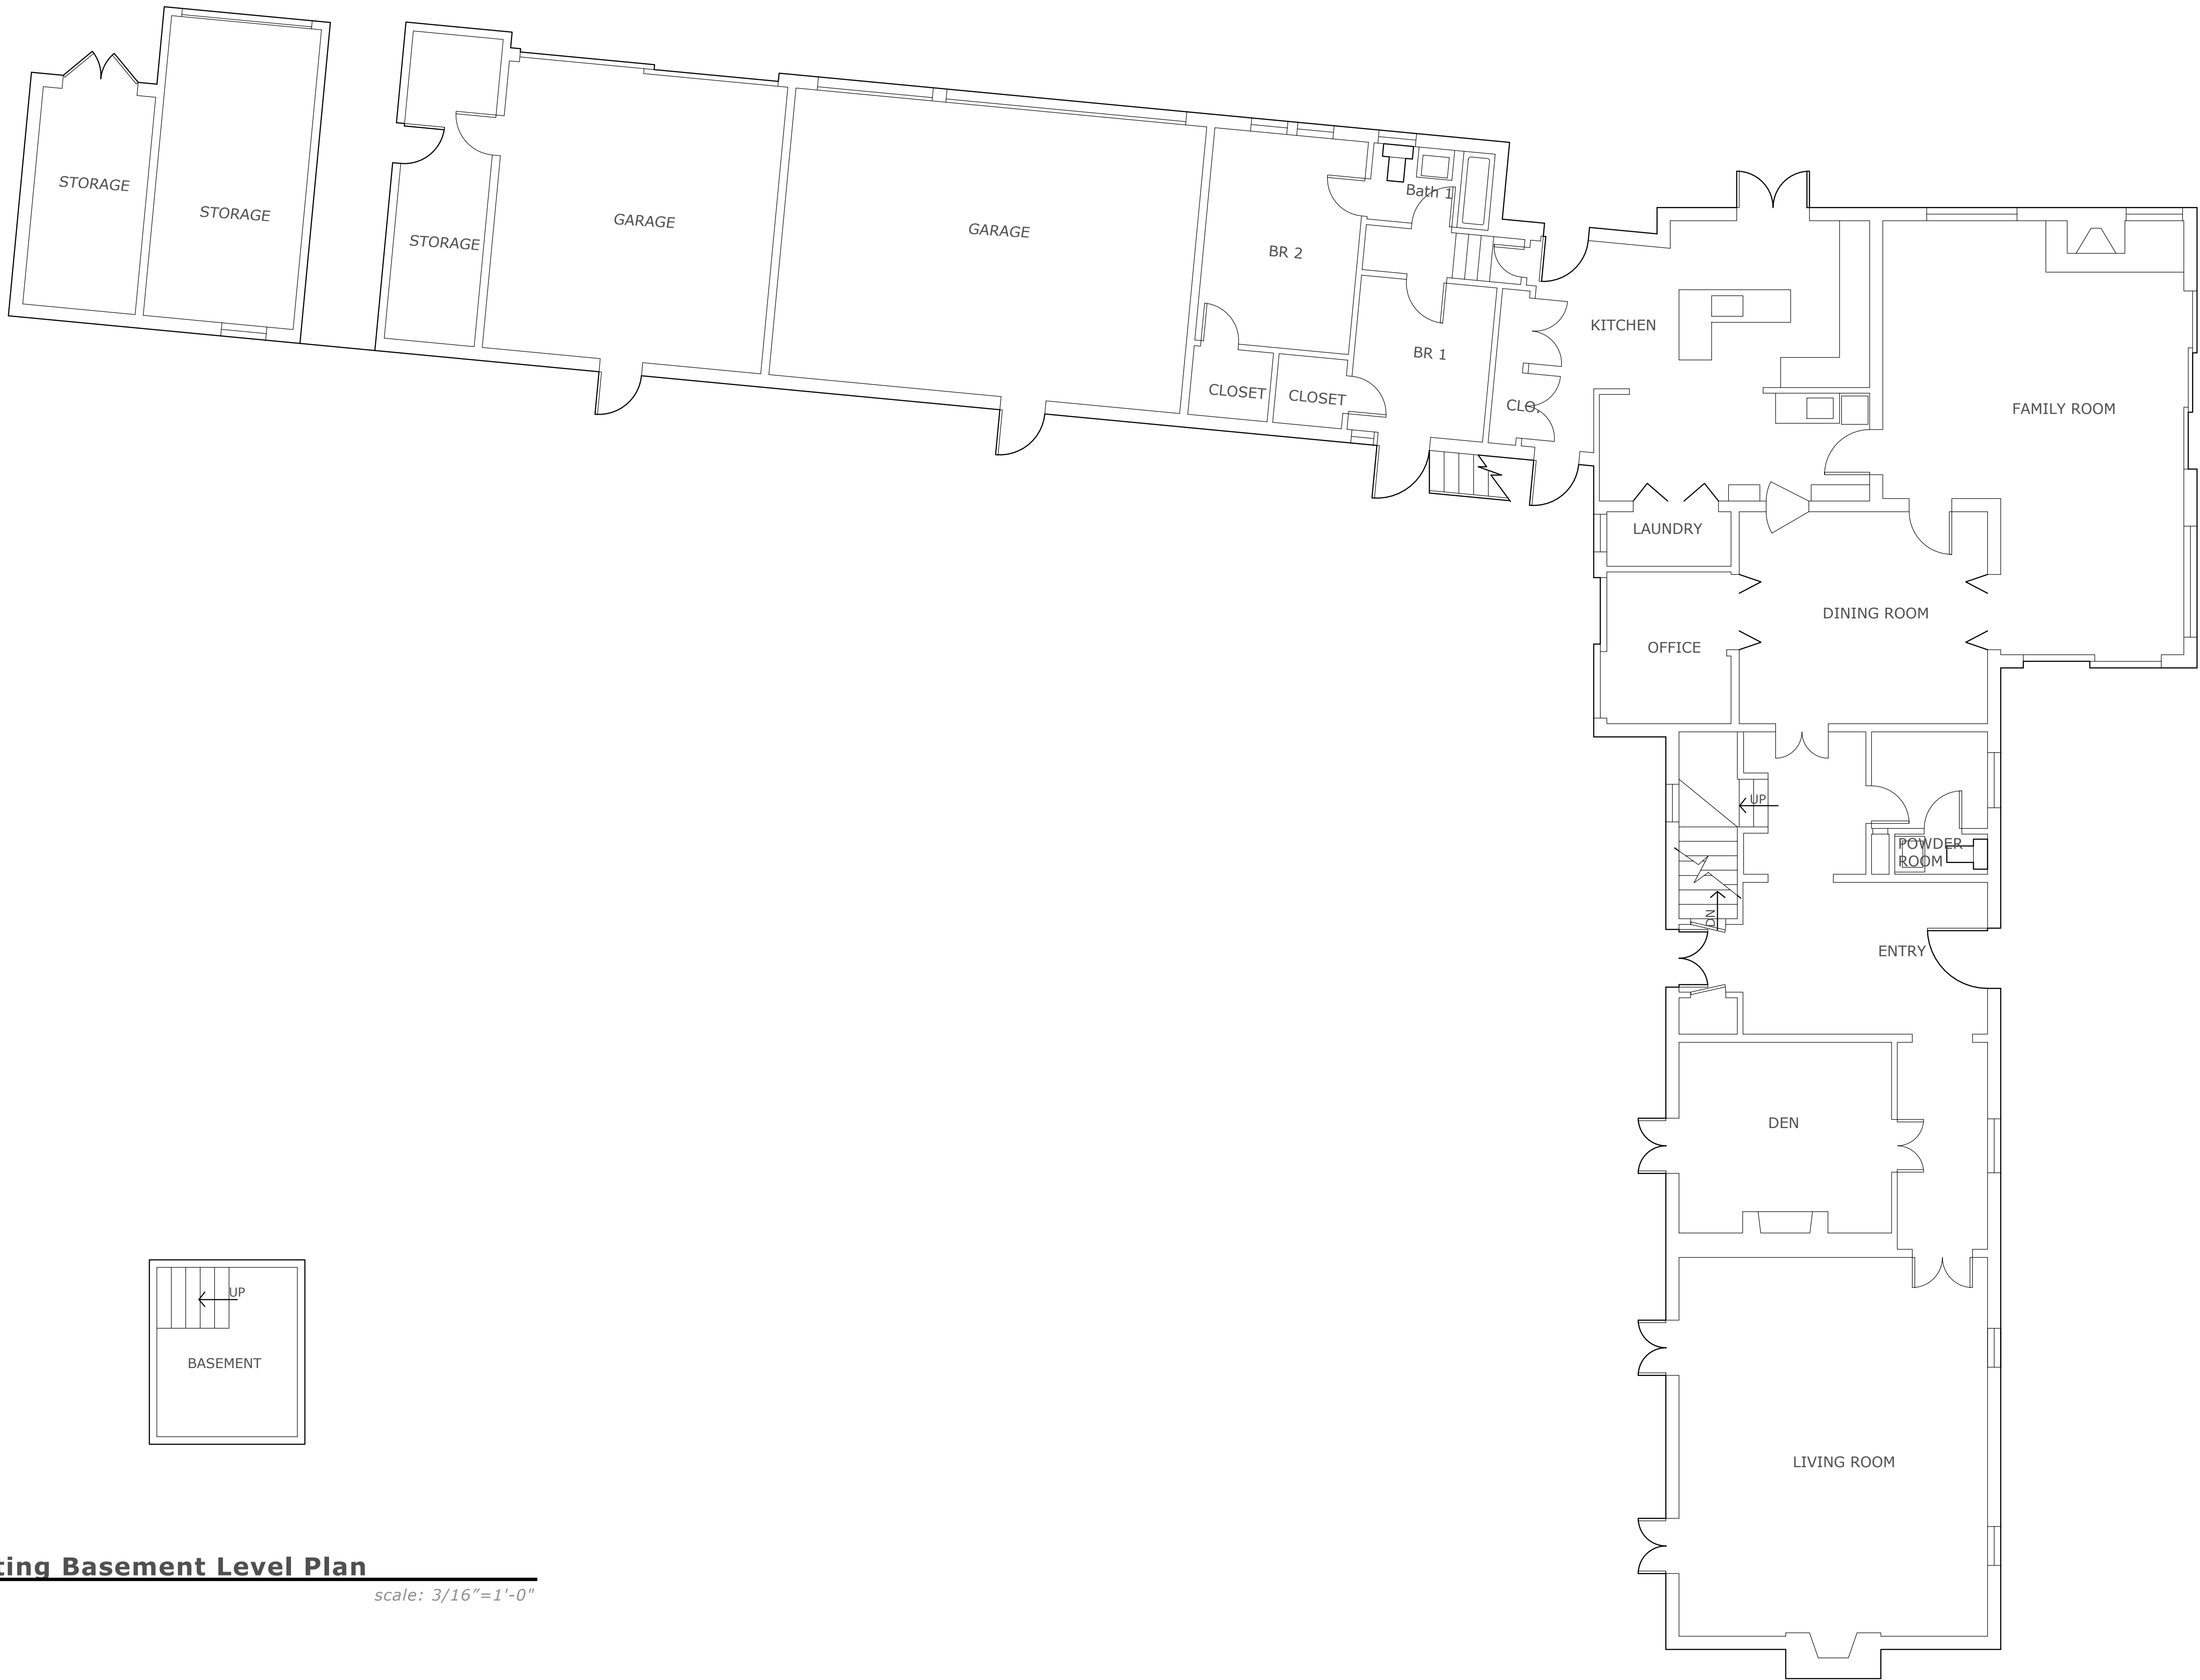 STORAGE
STORAGE
STORAGE
GARAGE
GARAGE
Bath 1
BR 2
BR 1
CLOSET
CLOSET
CLO.
KITCHEN
FAMILY ROOM
LAUNDRY
DINING ROOM
OFFICE
UP
POWDER
ROOM
DN
ENTRY
DEN
LIVING ROOM
UP
BASEMENT
ting Basement Level Plan
scale: 3/16"=1'-0"